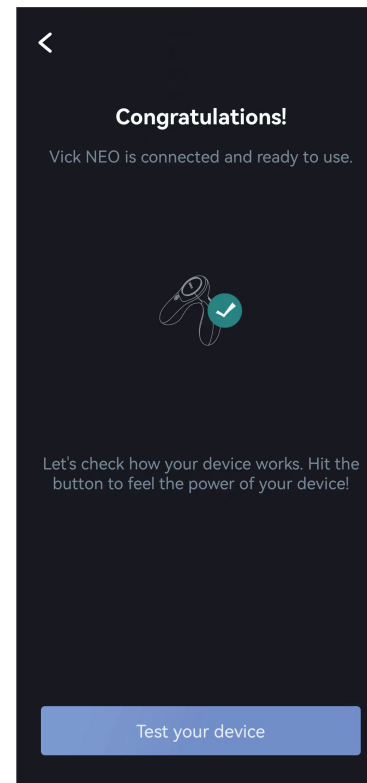 Congratulations!
Vick NEO is connected and ready to use.
Let's check how your device works. Hit the
button to feel the power of your device!
Test your device